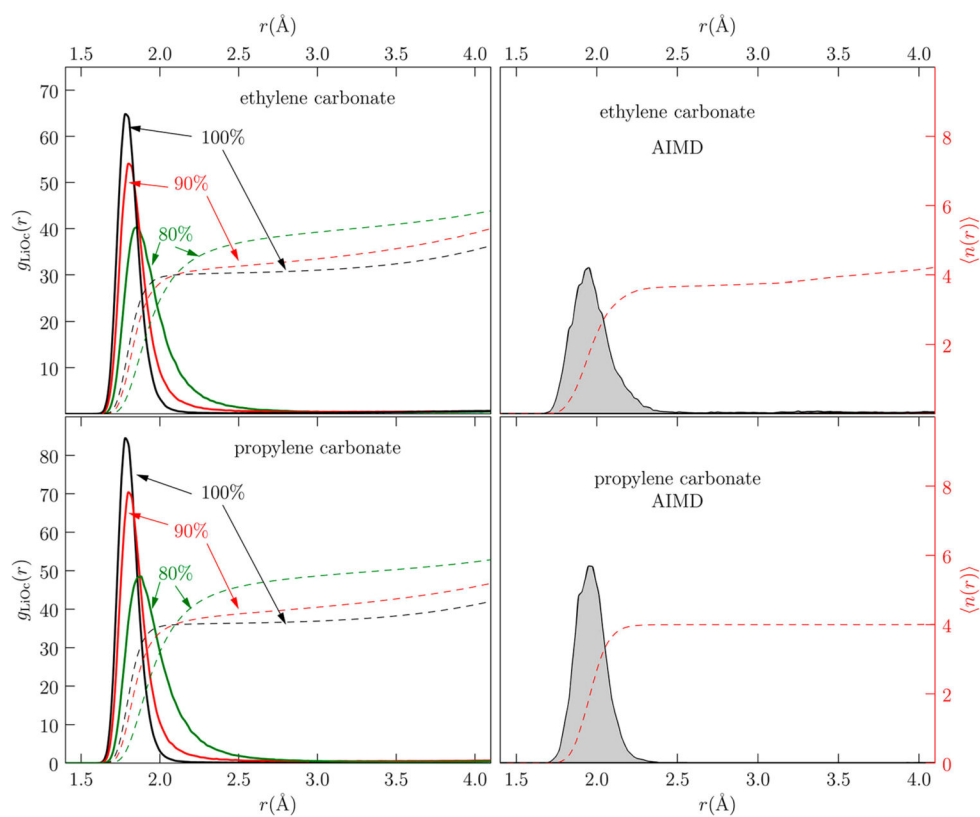 r(Å)
r(Å)
1.5 2.0 2.5 3.0 3.5 4.0
1.5 2.0 2.5 3.0 3.5 4.0
70
60
50
40
30
20
10
g_LiOc(r)
ethylene carbonate
100%
90%
80%
ethylene carbonate
AIMD
8
6
4
2
⟨n(r)⟩
80
70
60
50
40
30
20
10
0
g_LiOc(r)
propylene carbonate
100%
90%
80%
propylene carbonate
AIMD
8
6
4
2
0
⟨n(r)⟩
1.5 2.0 2.5 3.0 3.5 4.0
1.5 2.0 2.5 3.0 3.5 4.0
r(Å)
r(Å)